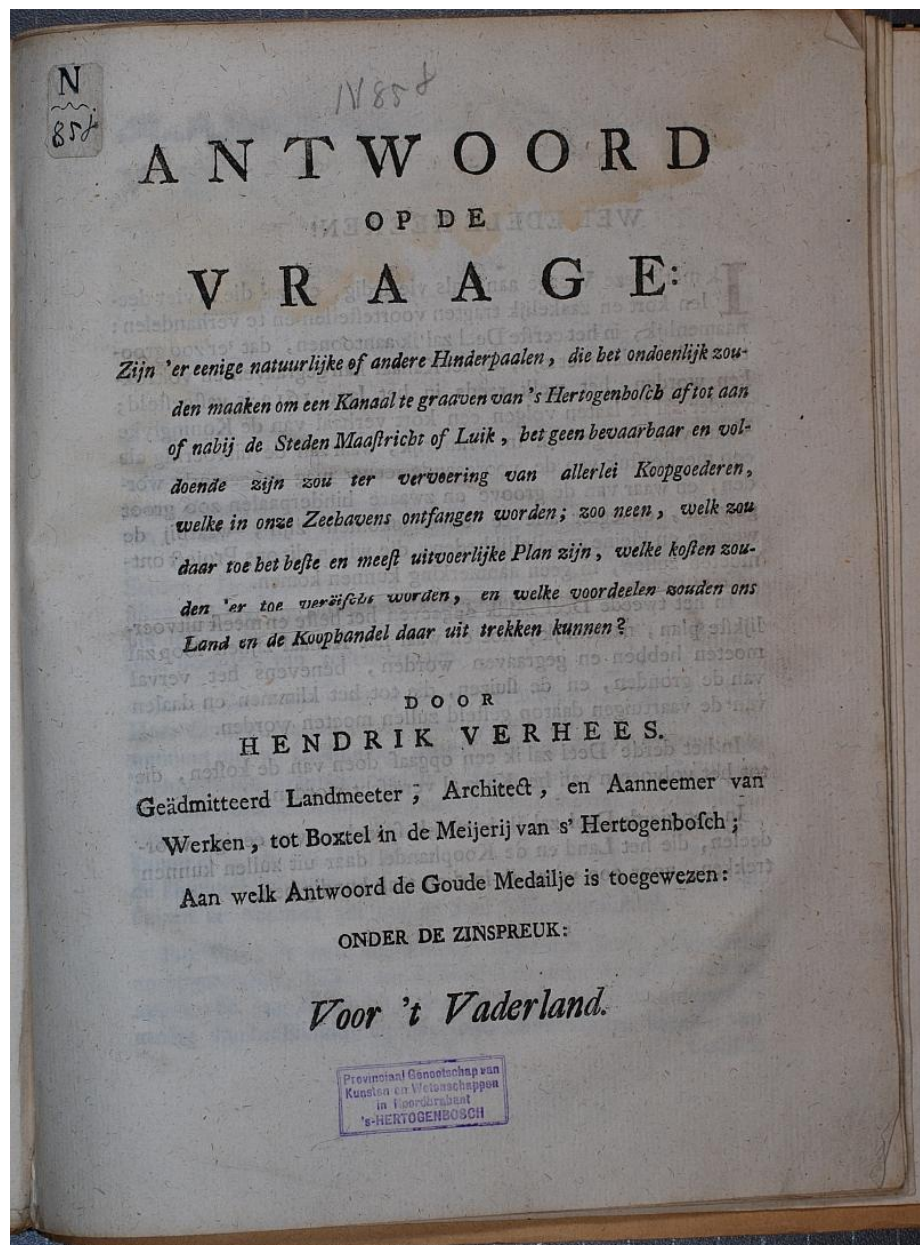 N
858
N 858
ANTWOORD
OP DE
VRAAGE:
Zijn 'er eenige natuurlijke of andere Hinderpaalen, die het ondoenlijk zou-
den maaken om een Kanaal te graaven van 's Hertogenbosch af tot aan
of nabij de Steden Maaſtricht of Luik, het geen bevaarbaar en vol-
doende zijn zou ter vervoering van allerlei Koopgoederen,
welke in onze Zeehavens ontfangen worden; zoo neen, welk zou
daar toe het beſte en meeſt uitvoerlijke Plan zijn, welke koſten zou-
den 'er toe vereiſcht worden, en welke voordeelen zouden ons
Land en de Koophandel daar uit trekken kunnen?
DOOR
HENDRIK VERHEES.
Geädmitteerd Landmeeter, Architect, en Aanneemer van
Werken, tot Boxtel in de Meijerij van s' Hertogenboſch;
Aan welk Antwoord de Goude Medailje is toegewezen:
ONDER DE ZINSPREUK:
Voor 't Vaderland.
Provinciaal Genootschap van
Kunsten en Wetenschappen
in Noordbrabant
's-HERTOGENBOSCH